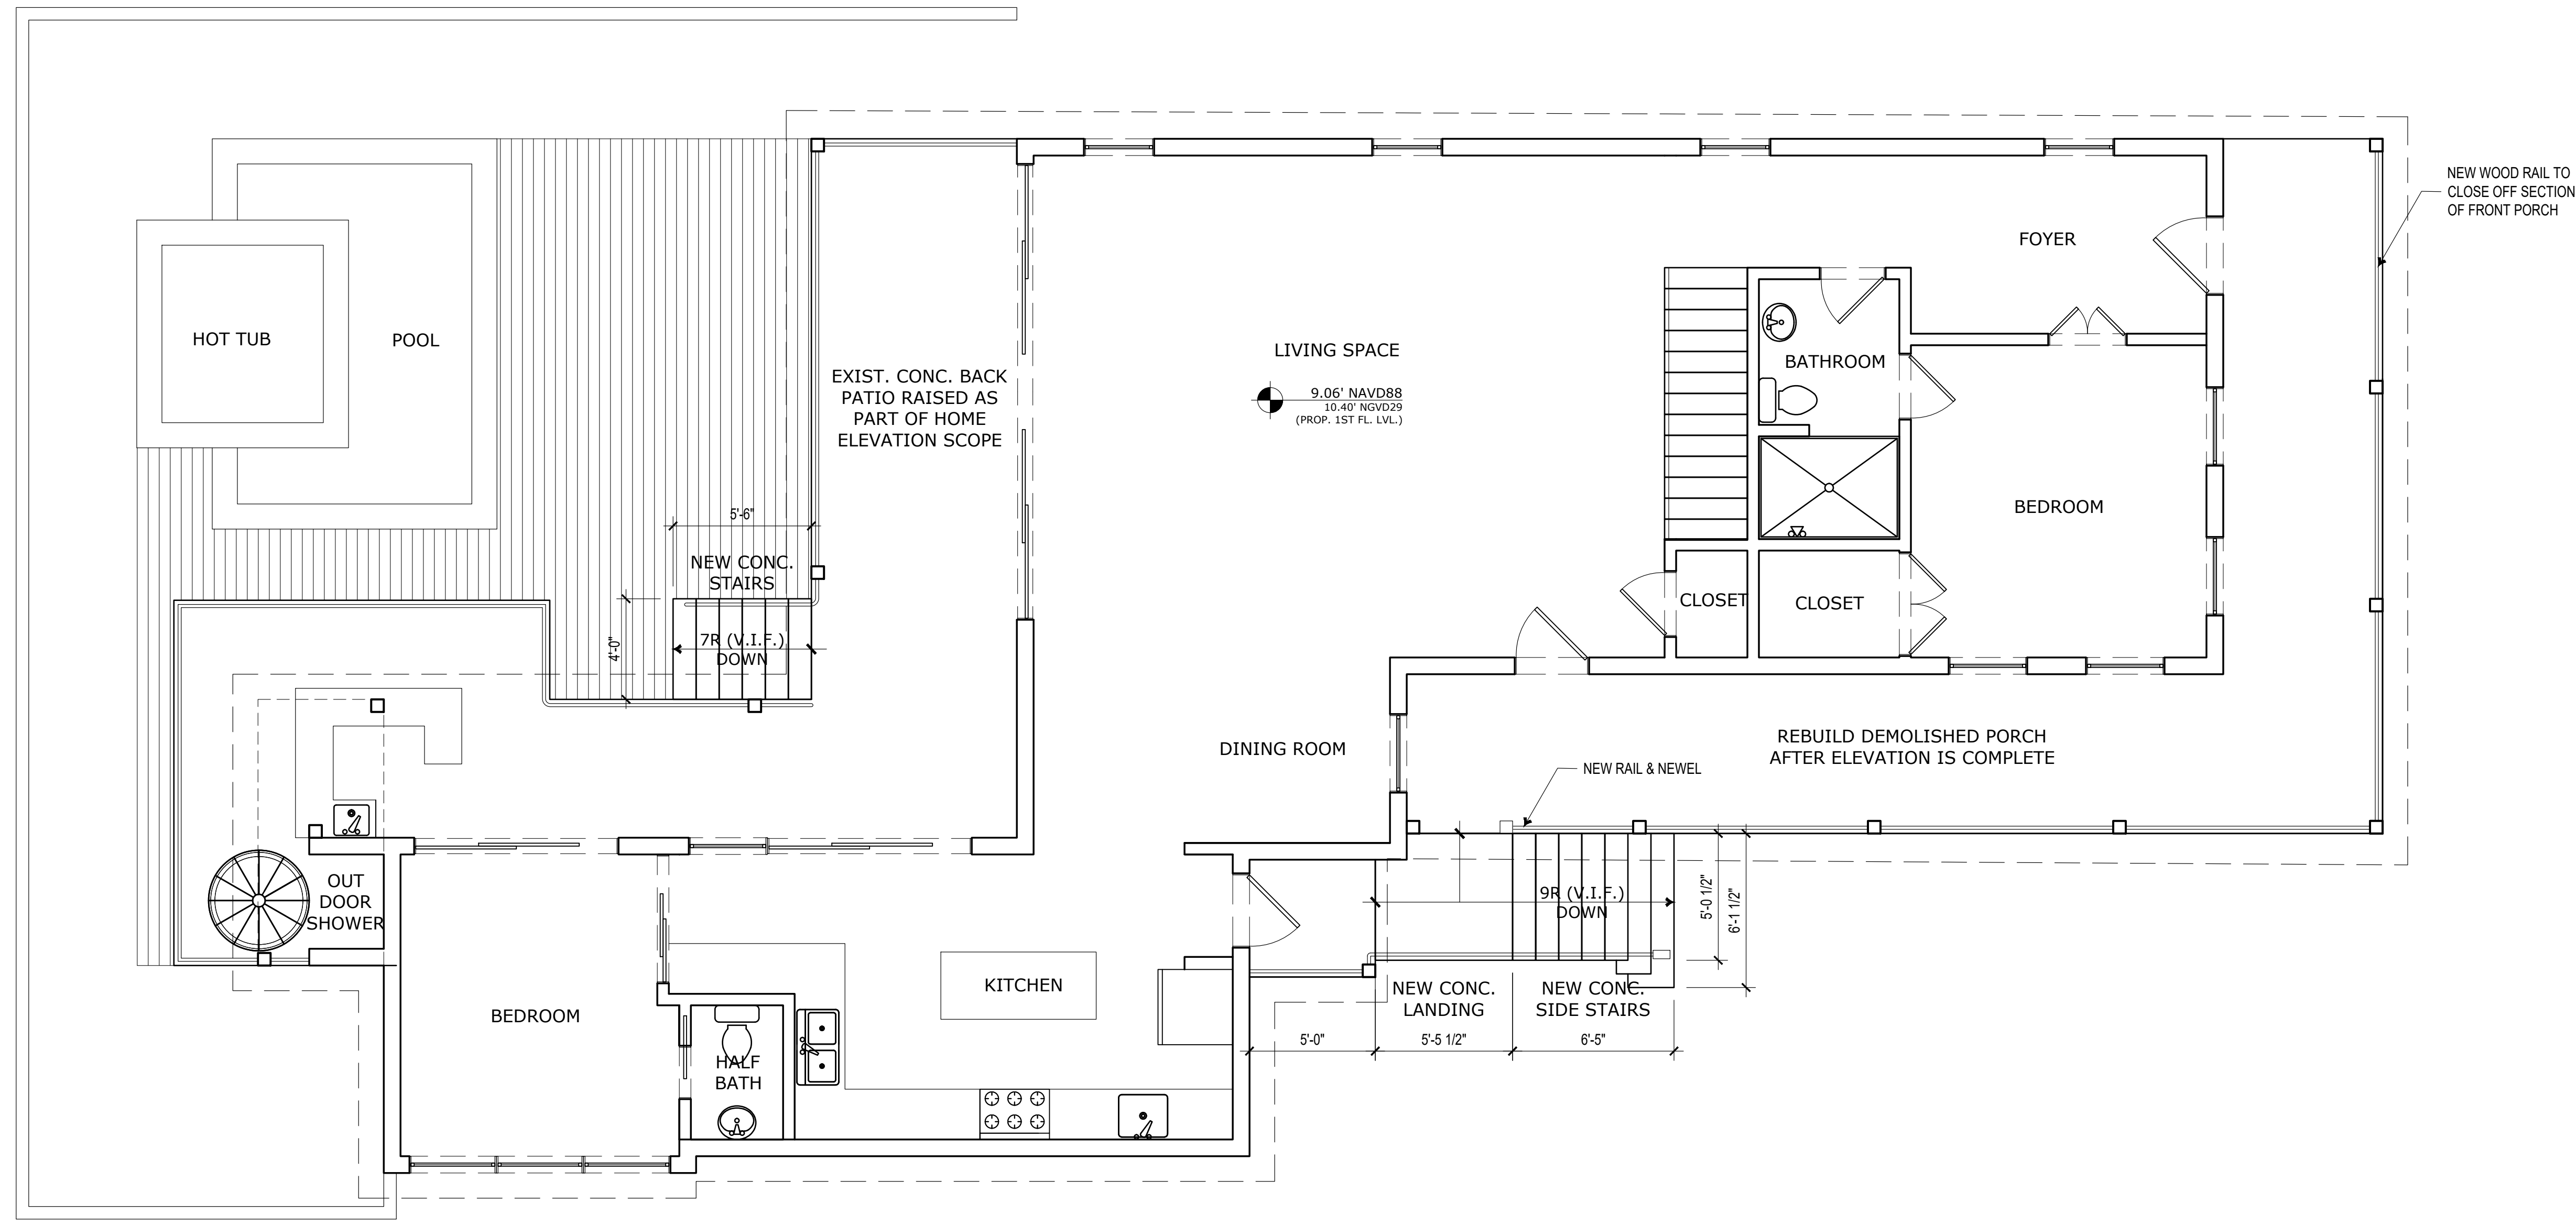 NEW WOOD RAIL TO
CLOSE OFF SECTION
OF FRONT PORCH
FOYER
HOT TUB
POOL
LIVING SPACE
BATHROOM
EXIST. CONC. BACK
PATIO RAISED AS
PART OF HOME
ELEVATION SCOPE
9.06' NAVD88
10.40' NGVD29
(PROP. 1ST FL. LVL.)
BEDROOM
5'-6"
NEW CONC.
STAIRS
CLOSET
CLOSET
4'-0"
7R (V.I.F.)
DOWN
DINING ROOM
REBUILD DEMOLISHED PORCH
AFTER ELEVATION IS COMPLETE
NEW RAIL & NEWEL
OUT
DOOR
SHOWER
9R (V.I.F.)
DOWN
5'-0 1/2"
6'-1 1/2"
KITCHEN
NEW CONC.
LANDING
NEW CONC.
SIDE STAIRS
BEDROOM
5'-0"
5'-5 1/2"
6'-5"
HALF
BATH